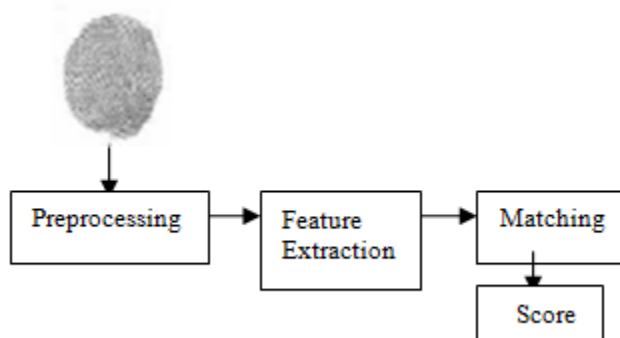 Preprocessing
Feature
Extraction
Matching
Score